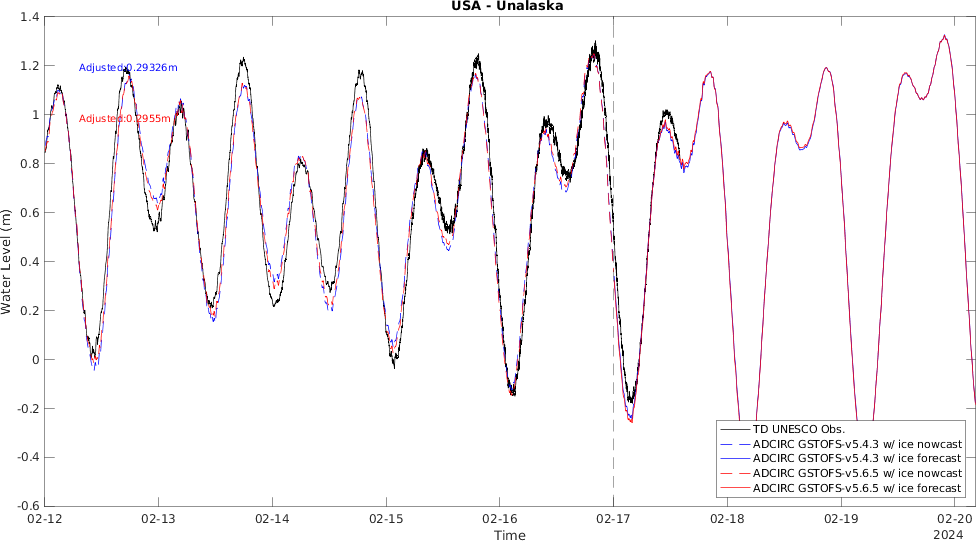 USA - Unalaska
1.4
1.2
1
0.8
0.6
0.4
0.2
0
-0.2
-0.4
-0.6
Water Level (m)
Adjusted:0.29326m
Adjusted:0.2955m
TD UNESCO Obs.
ADCIRC GSTOFS-v5.4.3 w/ ice nowcast
ADCIRC GSTOFS-v5.4.3 w/ ice forecast
ADCIRC GSTOFS-v5.6.5 w/ ice nowcast
ADCIRC GSTOFS-v5.6.5 w/ ice forecast
02-12 02-13 02-14 02-15 02-16 02-17 02-18 02-19 02-20
Time
2024